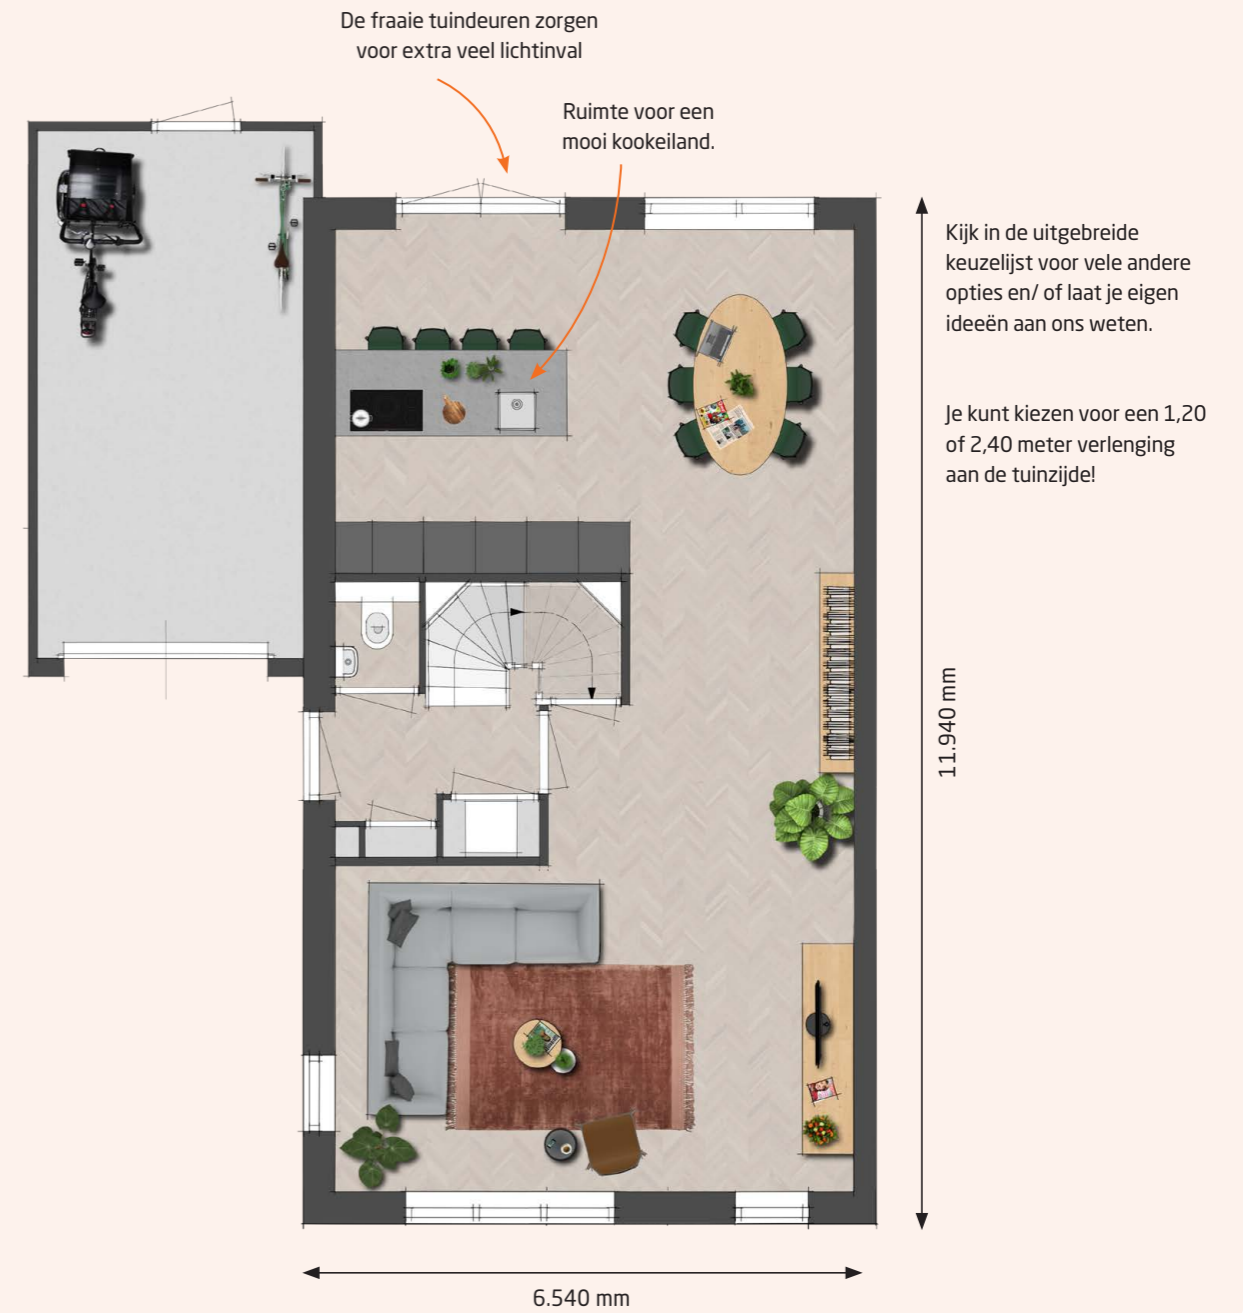 De fraaie tuindeuren zorgen
voor extra veel lichtinval
Ruimte voor een
mooi kookeiland.
Kijk in de uitgebreide
keuzelijst voor vele andere
opties en/ of laat je eigen
ideeën aan ons weten.
Je kunt kiezen voor een 1,20
of 2,40 meter verlenging
aan de tuinzijde!
11.940 mm
6.540 mm